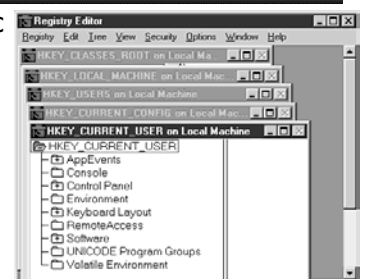 C
Registry Editor
Registry Edit Tree View Security Options Window Help
HKEY_CLASSES_ROOT on Local Ma...
HKEY_LOCAL_MACHINE on Local Mac...
HKEY_USERS on Local Machine
HKEY_CURRENT_CONFIG on Local Mac...
HKEY_CURRENT_USER on Local Machine
HKEY_CURRENT_USER
AppEvents
Console
Control Panel
Environment
Keyboard Layout
RemoteAccess
Software
UNICODE Program Groups
Volatile Environment